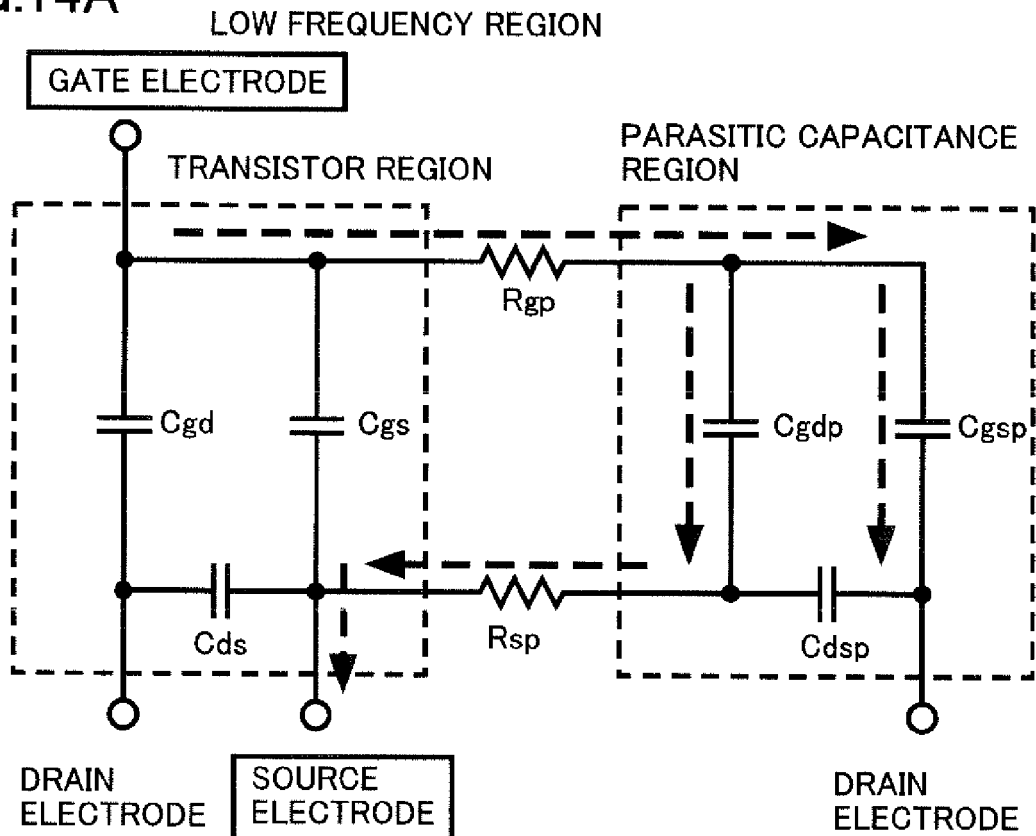 LOW FREQUENCY REGION
GATE ELECTRODE
TRANSISTOR REGION
PARASITIC CAPACITANCE
REGION
Rgp
Cgd
Cgs
Cgdp
Cgsp
Cds
Rsp
Cdsp
DRAIN
ELECTRODE
SOURCE
ELECTRODE
DRAIN
ELECTRODE